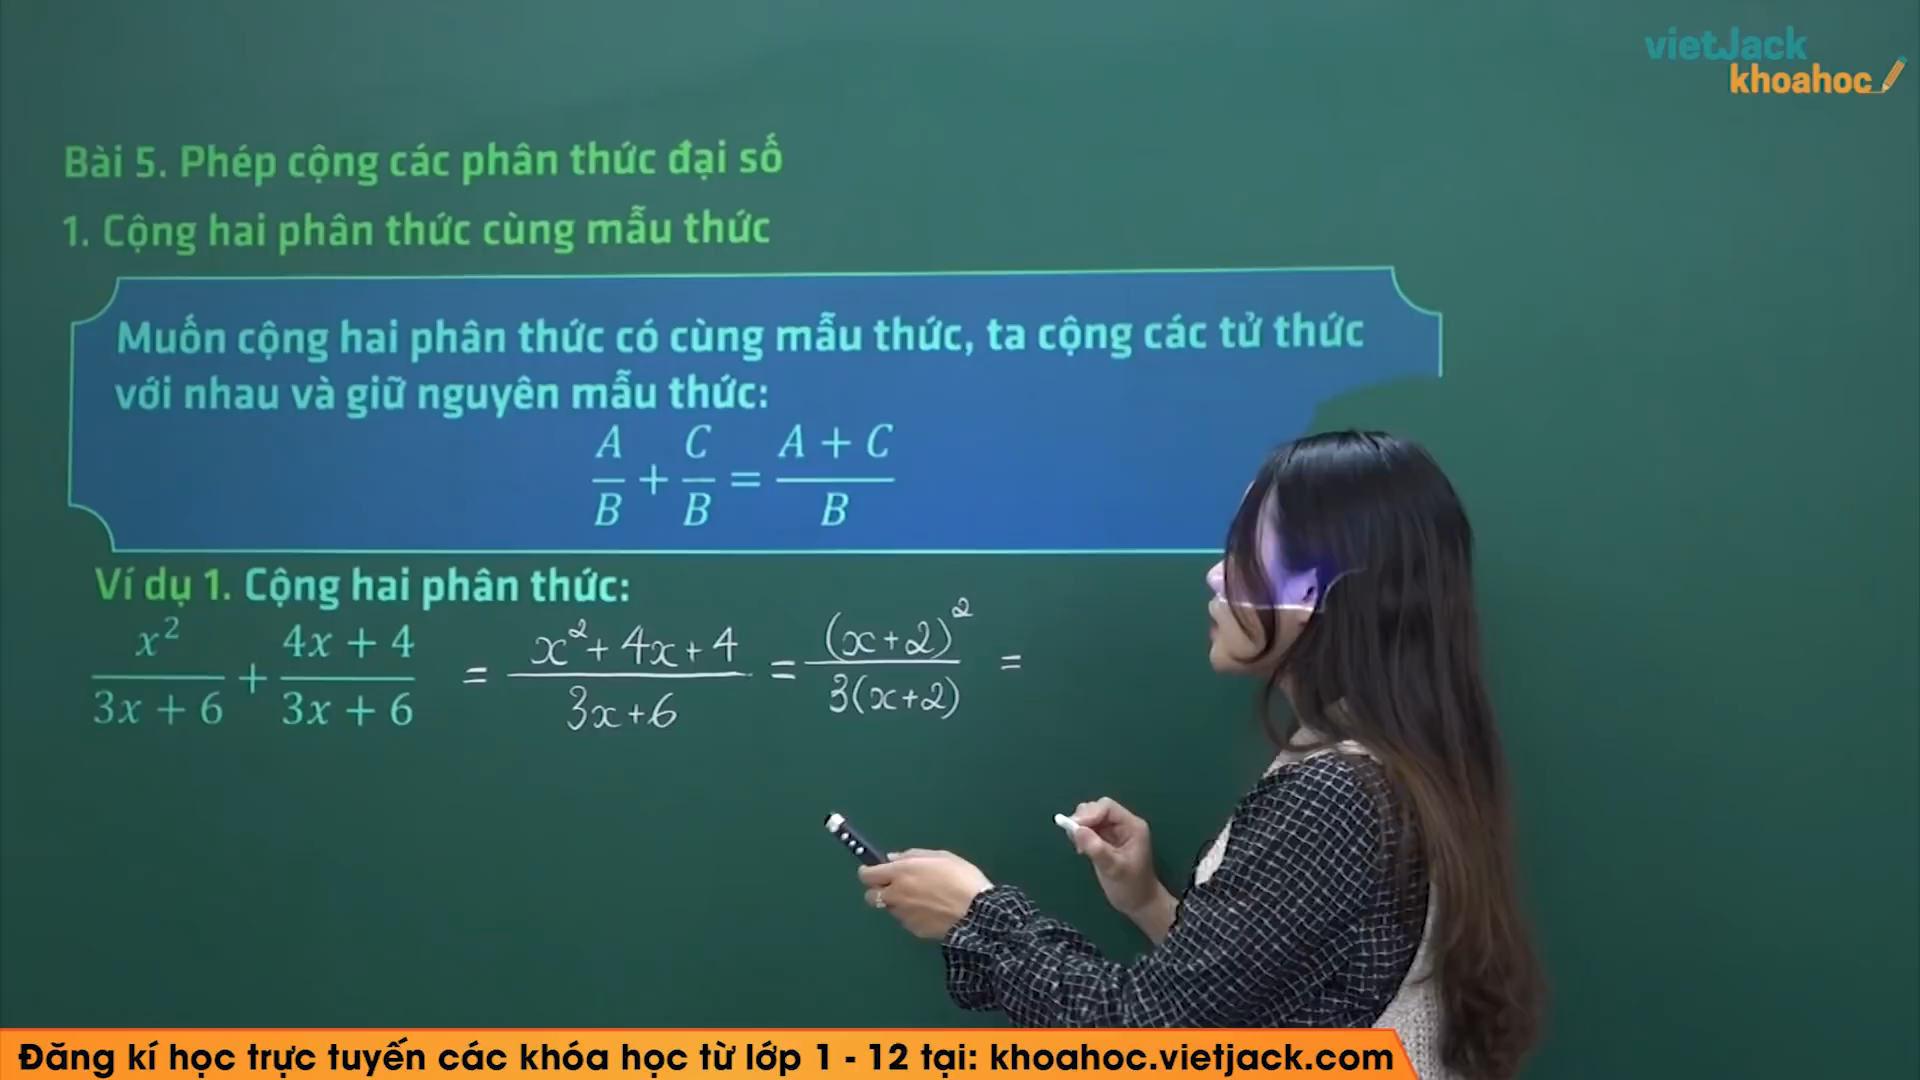 vietJack
khoahoc
Bài 5. Phép cộng các phân thức đại số
1. Cộng hai phân thức cùng mẫu thức
Muốn cộng hai phân thức có cùng mẫu thức, ta cộng các tử thức
với nhau và giữ nguyên mẫu thức:
A/B + C/B = (A + C)/B
Ví dụ 1. Cộng hai phân thức:
x²/(3x + 6) + (4x + 4)/(3x + 6) = (x²+4x+4)/(3x+6) = (x+2)²/3(x+2) =
Đăng kí học trực tuyến các khóa học từ lớp 1 - 12 tại: khoahoc.vietjack.com